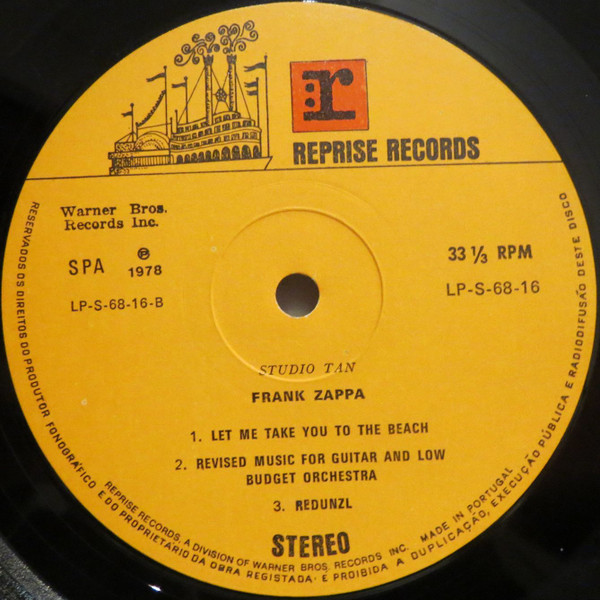 r
REPRISE RECORDS
Warner Bros.
Records Inc.
SPA ℗ 1978
33 ⅓ RPM
LP-S-68-16-B
LP-S-68-16
STUDIO TAN
FRANK ZAPPA
1. LET ME TAKE YOU TO THE BEACH
2. REVISED MUSIC FOR GUITAR AND LOW
BUDGET ORCHESTRA
3. REDUNZL
STEREO
RESERVADOS OS DIREITOS DO PRODUTOR FONOGRÁFICO E DO PROPRIETÁRIO DA OBRA REGISTADA · E PROIBIDA A DUPLICAÇÃO, EXECUÇÃO PÚBLICA E RADIODIFUSÃO DESTE DISCO
REPRISE RECORDS, A DIVISION OF WARNER BROS. RECORDS INC. MADE IN PORTUGAL